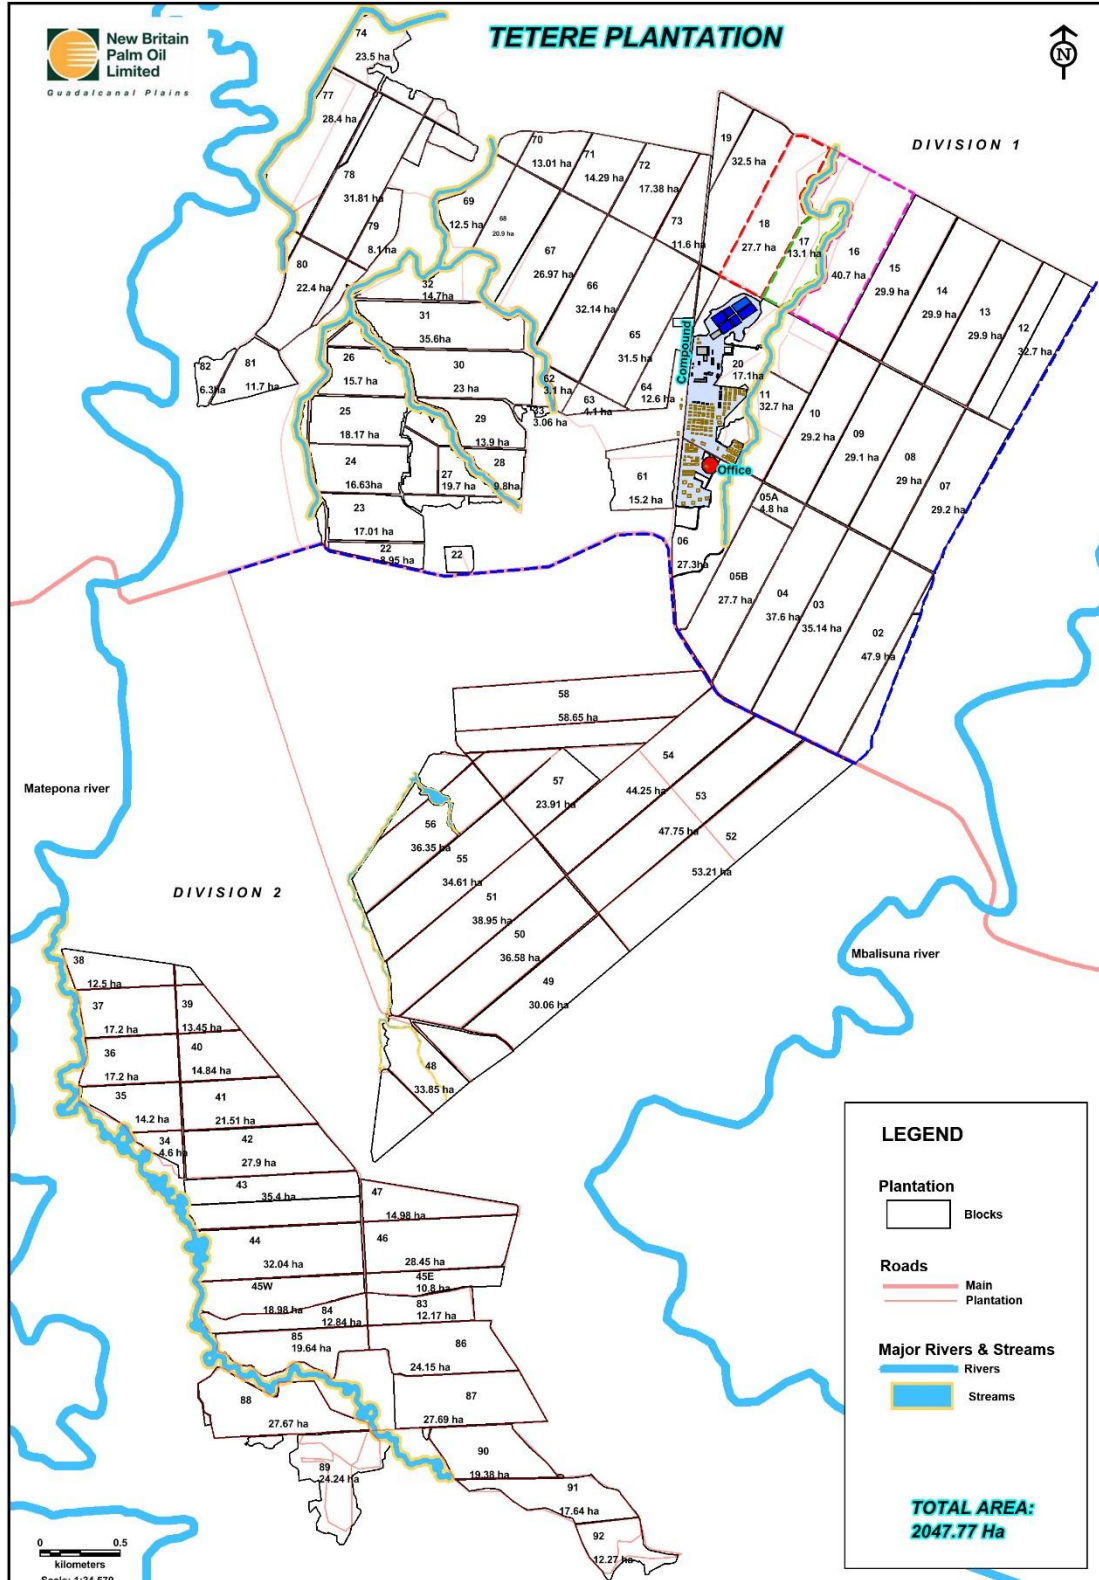 New Britain
Palm Oil
Limited
Guadalcanal Plains
TETERE PLANTATION
N
DIVISION 1
74
23.5 ha
77
28.4 ha
78
31.81 ha
79
8.1 ha
80
22.4 ha
81
11.7 ha
82
6.3ha
69
12.5 ha
68
20.9 ha
70
13.01 ha
71
14.29 ha
72
17.38 ha
73
11.6 ha
67
26.97 ha
66
32.14 ha
65
31.5 ha
64
12.6 ha
63
4.1 ha
62
3.1 ha
33
3.06 ha
32
14.7ha
31
35.6ha
30
23 ha
29
13.9 ha
28
9.8ha
27
19.7 ha
26
15.7 ha
25
18.17 ha
24
16.63ha
23
17.01 ha
22
8.95 ha
22
61
15.2 ha
19
32.5 ha
18
27.7 ha
17
13.1 ha
16
40.7 ha
15
29.9 ha
14
29.9 ha
13
29.9 ha
12
32.7 ha
Compound
20
17.1ha
11
32.7 ha
10
29.2 ha
09
29.1 ha
08
29 ha
07
29.2 ha
Office
05A
4.8 ha
06
27.3ha
05B
27.7 ha
04
37.6 ha
03
35.14 ha
02
47.9 ha
58
58.65 ha
54
44.25 ha
53
47.75 ha
52
53.21 ha
57
23.91 ha
56
36.35 ha
55
34.61 ha
51
38.95 ha
50
36.58 ha
49
30.06 ha
48
33.85 ha
Matepona river
DIVISION 2
Mbalisuna river
38
12.5 ha
39
13.45 ha
37
17.2 ha
40
14.84 ha
36
17.2 ha
41
21.51 ha
35
14.2 ha
34
4.6 ha
42
27.9 ha
43
35.4 ha
47
14.98 ha
44
32.04 ha
46
28.45 ha
45W
18.98 ha
45E
10.8 ha
84
12.84 ha
83
12.17 ha
85
19.64 ha
86
24.15 ha
88
27.67 ha
87
27.69 ha
89
24.24 ha
90
19.38 ha
91
17.64 ha
92
12.27 ha
LEGEND
Plantation
Blocks
Roads
Main
Plantation
Major Rivers & Streams
Rivers
Streams
TOTAL AREA:
2047.77 Ha
0 0.5
kilometers
Scale: 1:34,570